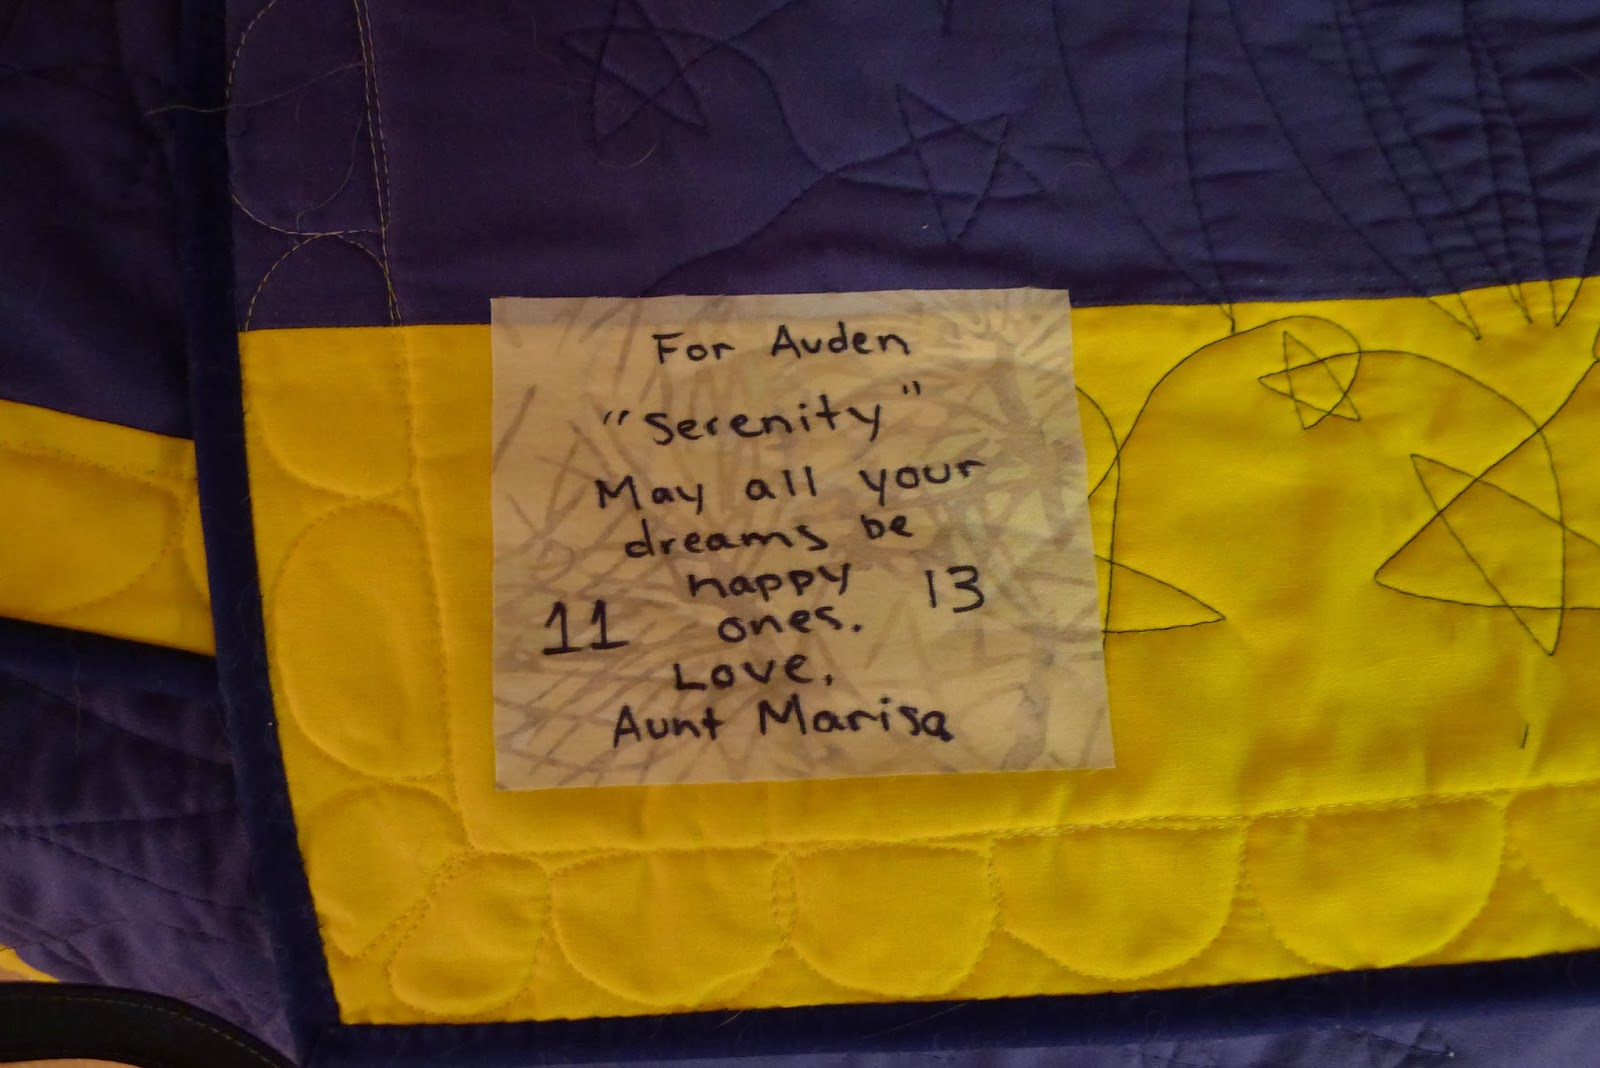 For Auden
"Serenity"
May all your
dreams be
happy
13
11
ones.
Love,
Aunt Marisa